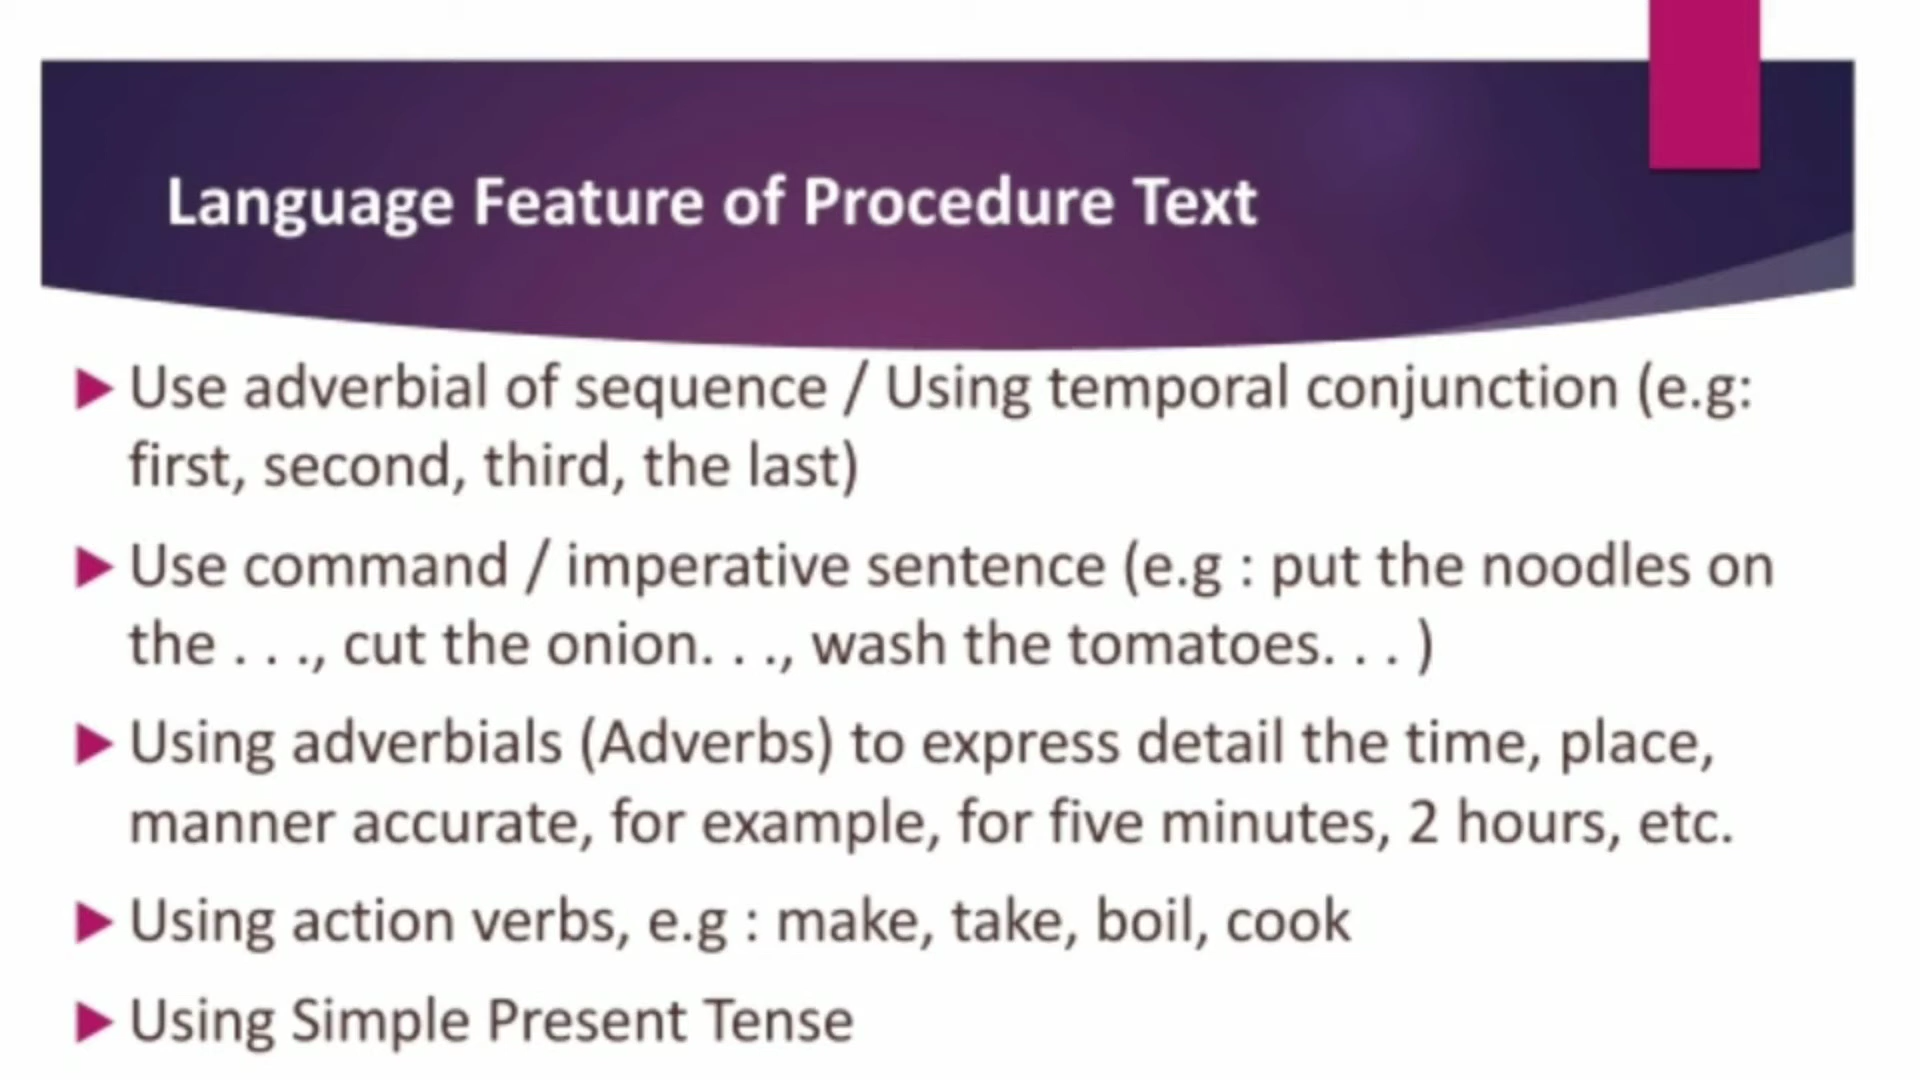 Language Feature of Procedure Text
Use adverbial of sequence / Using temporal conjunction (e.g:
first, second, third, the last)
Use command / imperative sentence (e.g : put the noodles on
the . . ., cut the onion. . ., wash the tomatoes. . . )
Using adverbials (Adverbs) to express detail the time, place,
manner accurate, for example, for five minutes, 2 hours, etc.
Using action verbs, e.g : make, take, boil, cook
Using Simple Present Tense